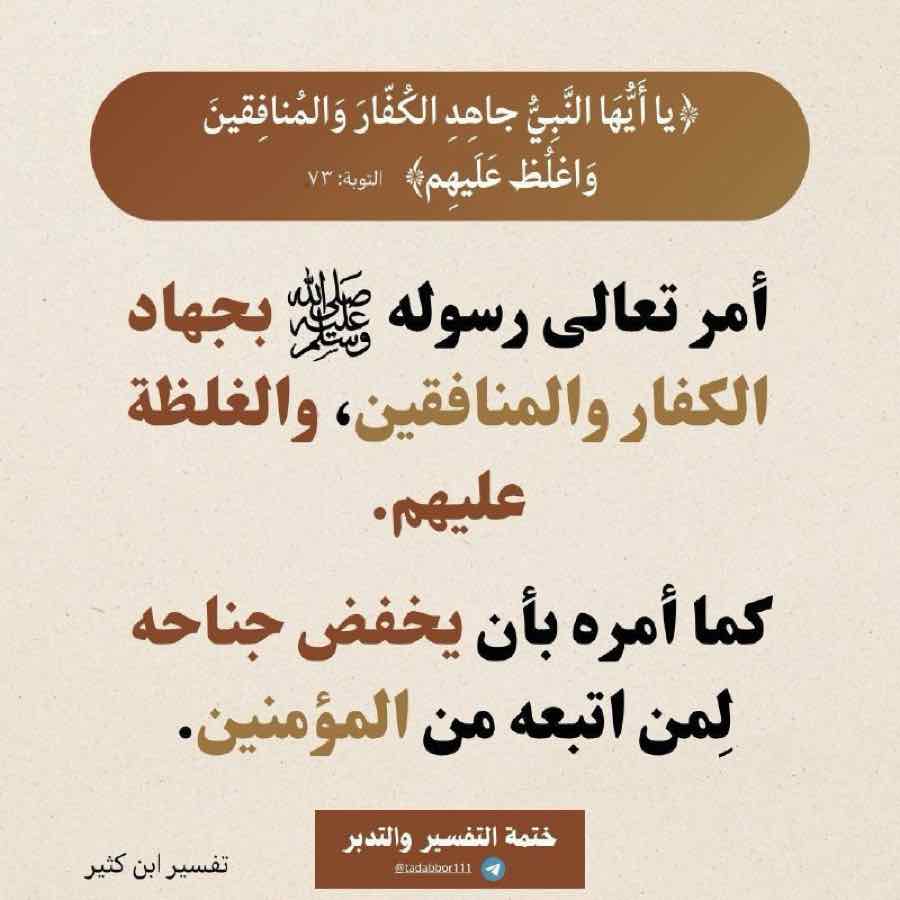 ﴿يا أَيُّهَا النَّبِيُّ جاهِدِ الكُفّارَ وَالمُنافِقينَ
وَاغلُظ عَلَيهِم﴾ التوبة: ٧٣
أمر تعالى رسوله ﷺ بجهاد
الكفار والمنافقين، والغلظة
عليهم.
كما أمره بأن يخفض جناحه
لِمن اتبعه من المؤمنين.
ختمة التفسير والتدبر
@tadabbor111
تفسير ابن كثير